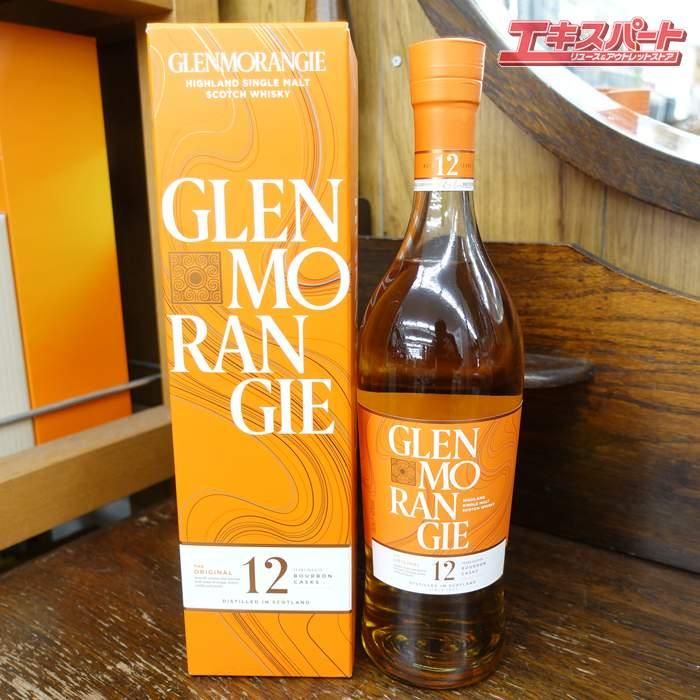 エキスパート
リユース&アウトレットストア
GLENMORANGIE
HIGHLAND SINGLE MALT
SCOTCH WHISKY
GLEN
MO
RAN
GIE
THE
ORIGINAL
12
BOURBON
CASKS
DISTILLED IN SCOTLAND
12
GLEN
MO
RAN
GIE
HIGHLAND
SINGLE MALT
SCOTCH WHISKY
ORIGINAL
12
CASKS